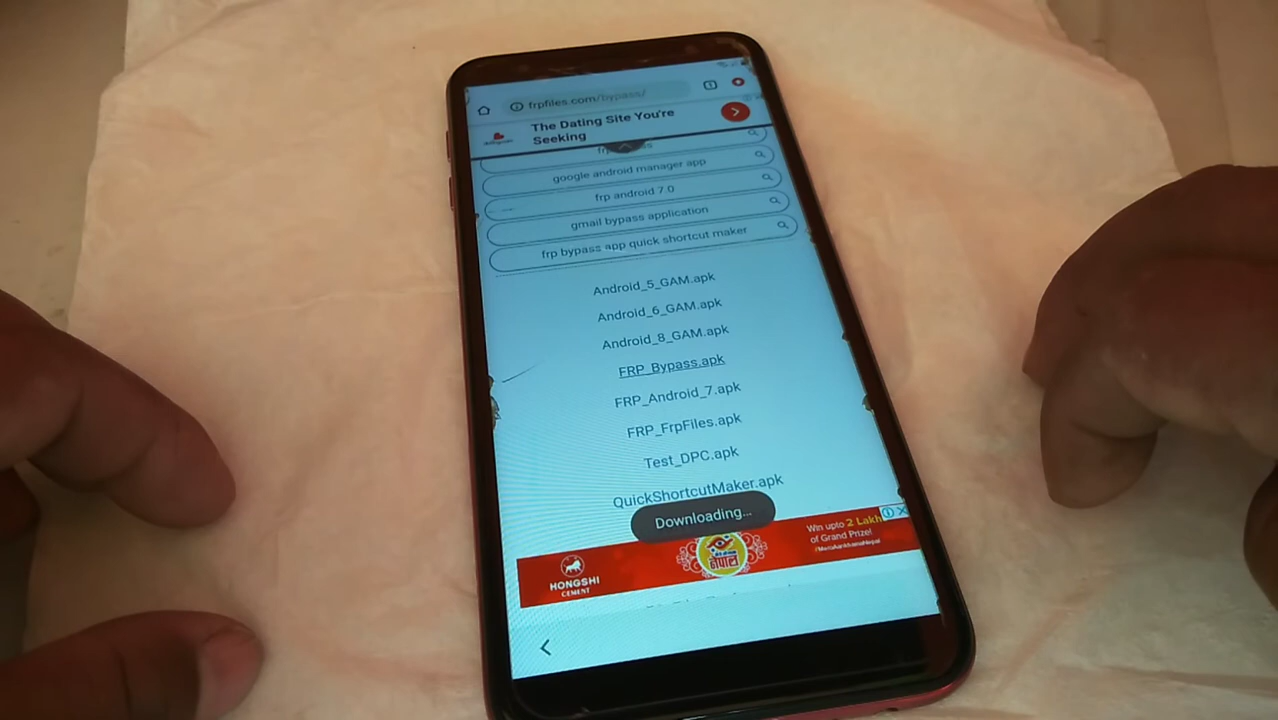 frpfiles.com/bypass/
The Dating Site You're
Seeking
google android manager app
frp android 7.0
gmail bypass application
frp bypass app quick shortcut maker
Android_5_GAM.apk
Android_6_GAM.apk
Android_8_GAM.apk
FRP_Bypass.apk
FRP_Android_7.apk
FRP_FrpFiles.apk
Test_DPC.apk
QuickShortcutMaker.apk
Downloading...
HONGSHI
CEMENT
Win upto 2 Lakh
of Grand Prize!